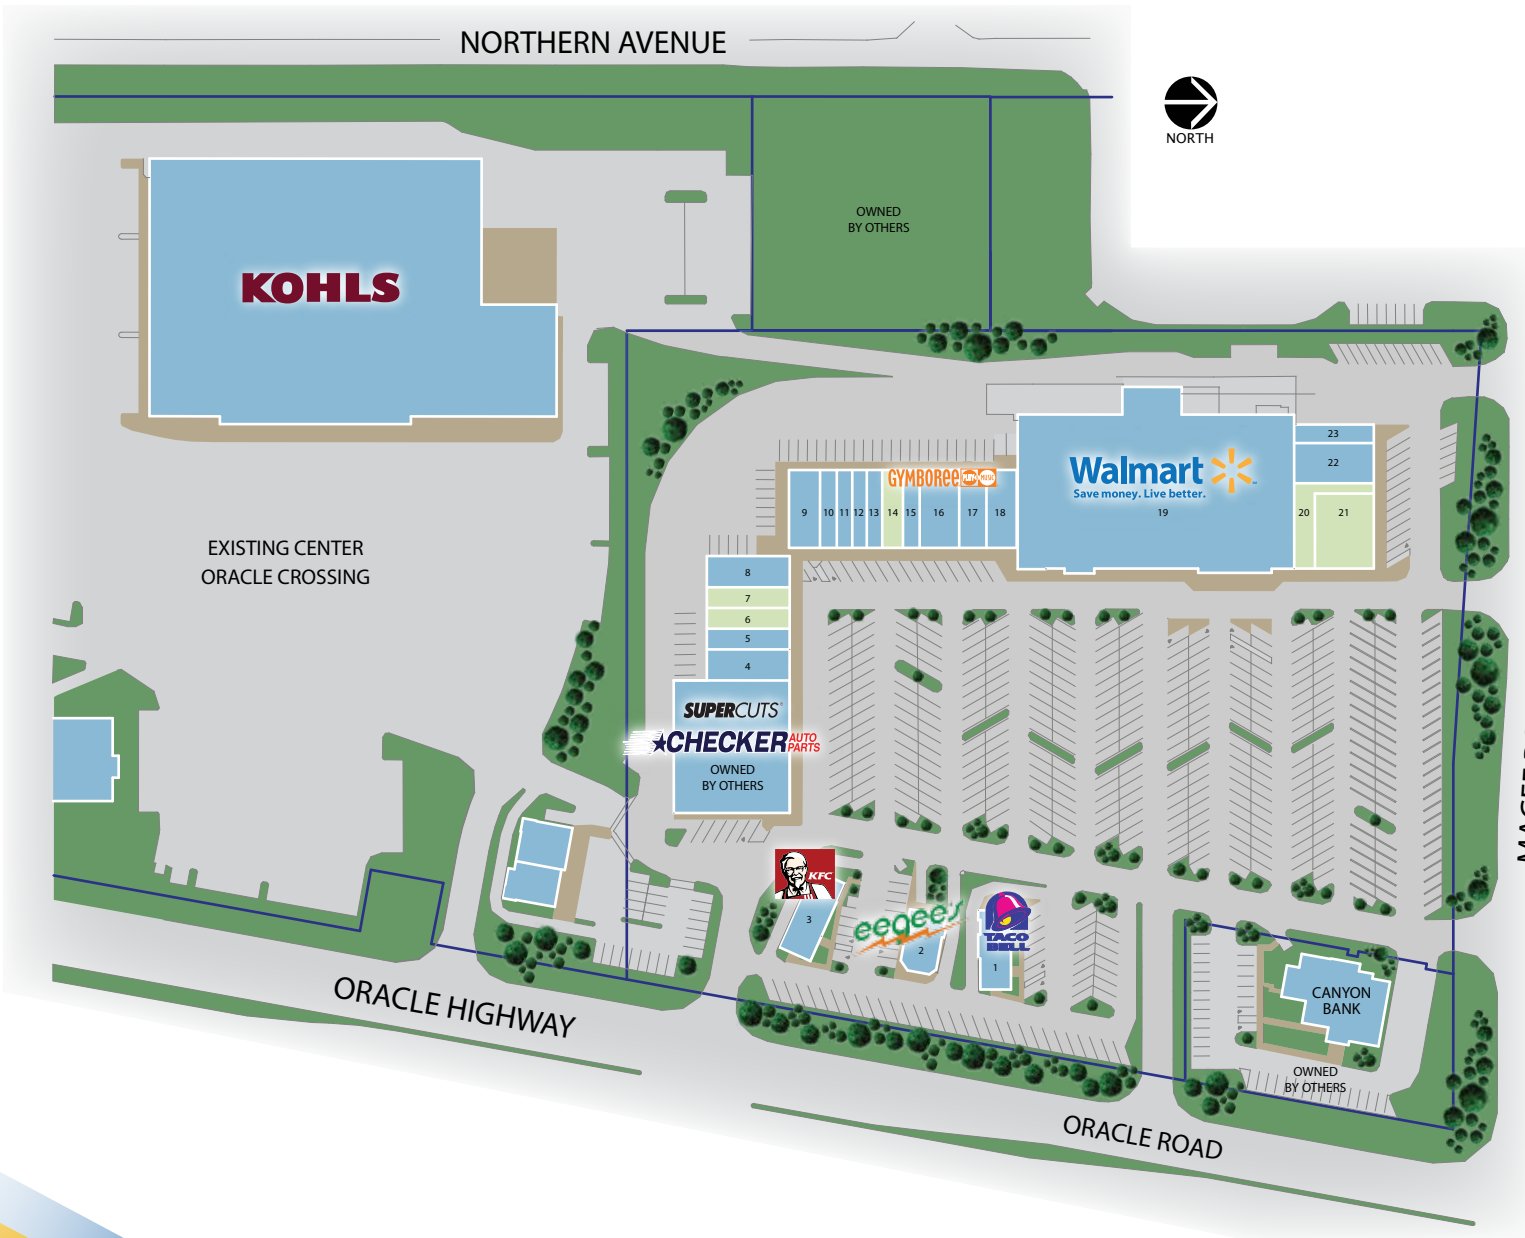 NORTHERN AVENUE
NORTH
OWNED
BY OTHERS
KOHLS
EXISTING CENTER
ORACLE CROSSING
GYMBOREE
PLAY & MUSIC
Walmart
Save money. Live better.
23
22
9
10
11
12
13
14
15
16
17
18
19
20
21
8
7
6
5
4
SUPERCUTS
CHECKER AUTO
PARTS
OWNED
BY OTHERS
KFC
3
eegee's
2
TACO
BELL
1
CANYON
BANK
OWNED
BY OTHERS
ORACLE HIGHWAY
ORACLE ROAD